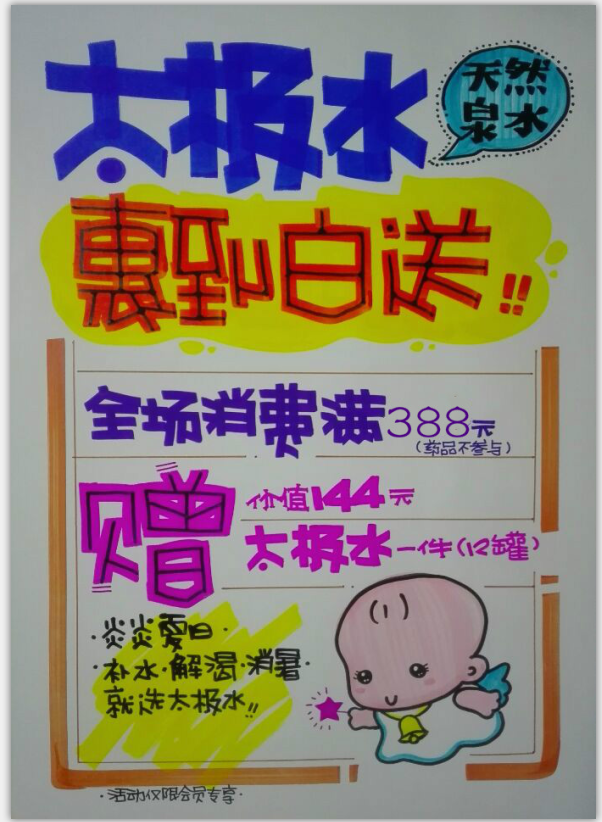 太极水
天然
泉水
惠到白送!!
全场消费满388元
(药品不参与)
赠
价值144元
太极水一件(12罐)
·炎炎夏日·
·补水·解渴·消暑·
就选太极水!!
·活动仅限会员专享·